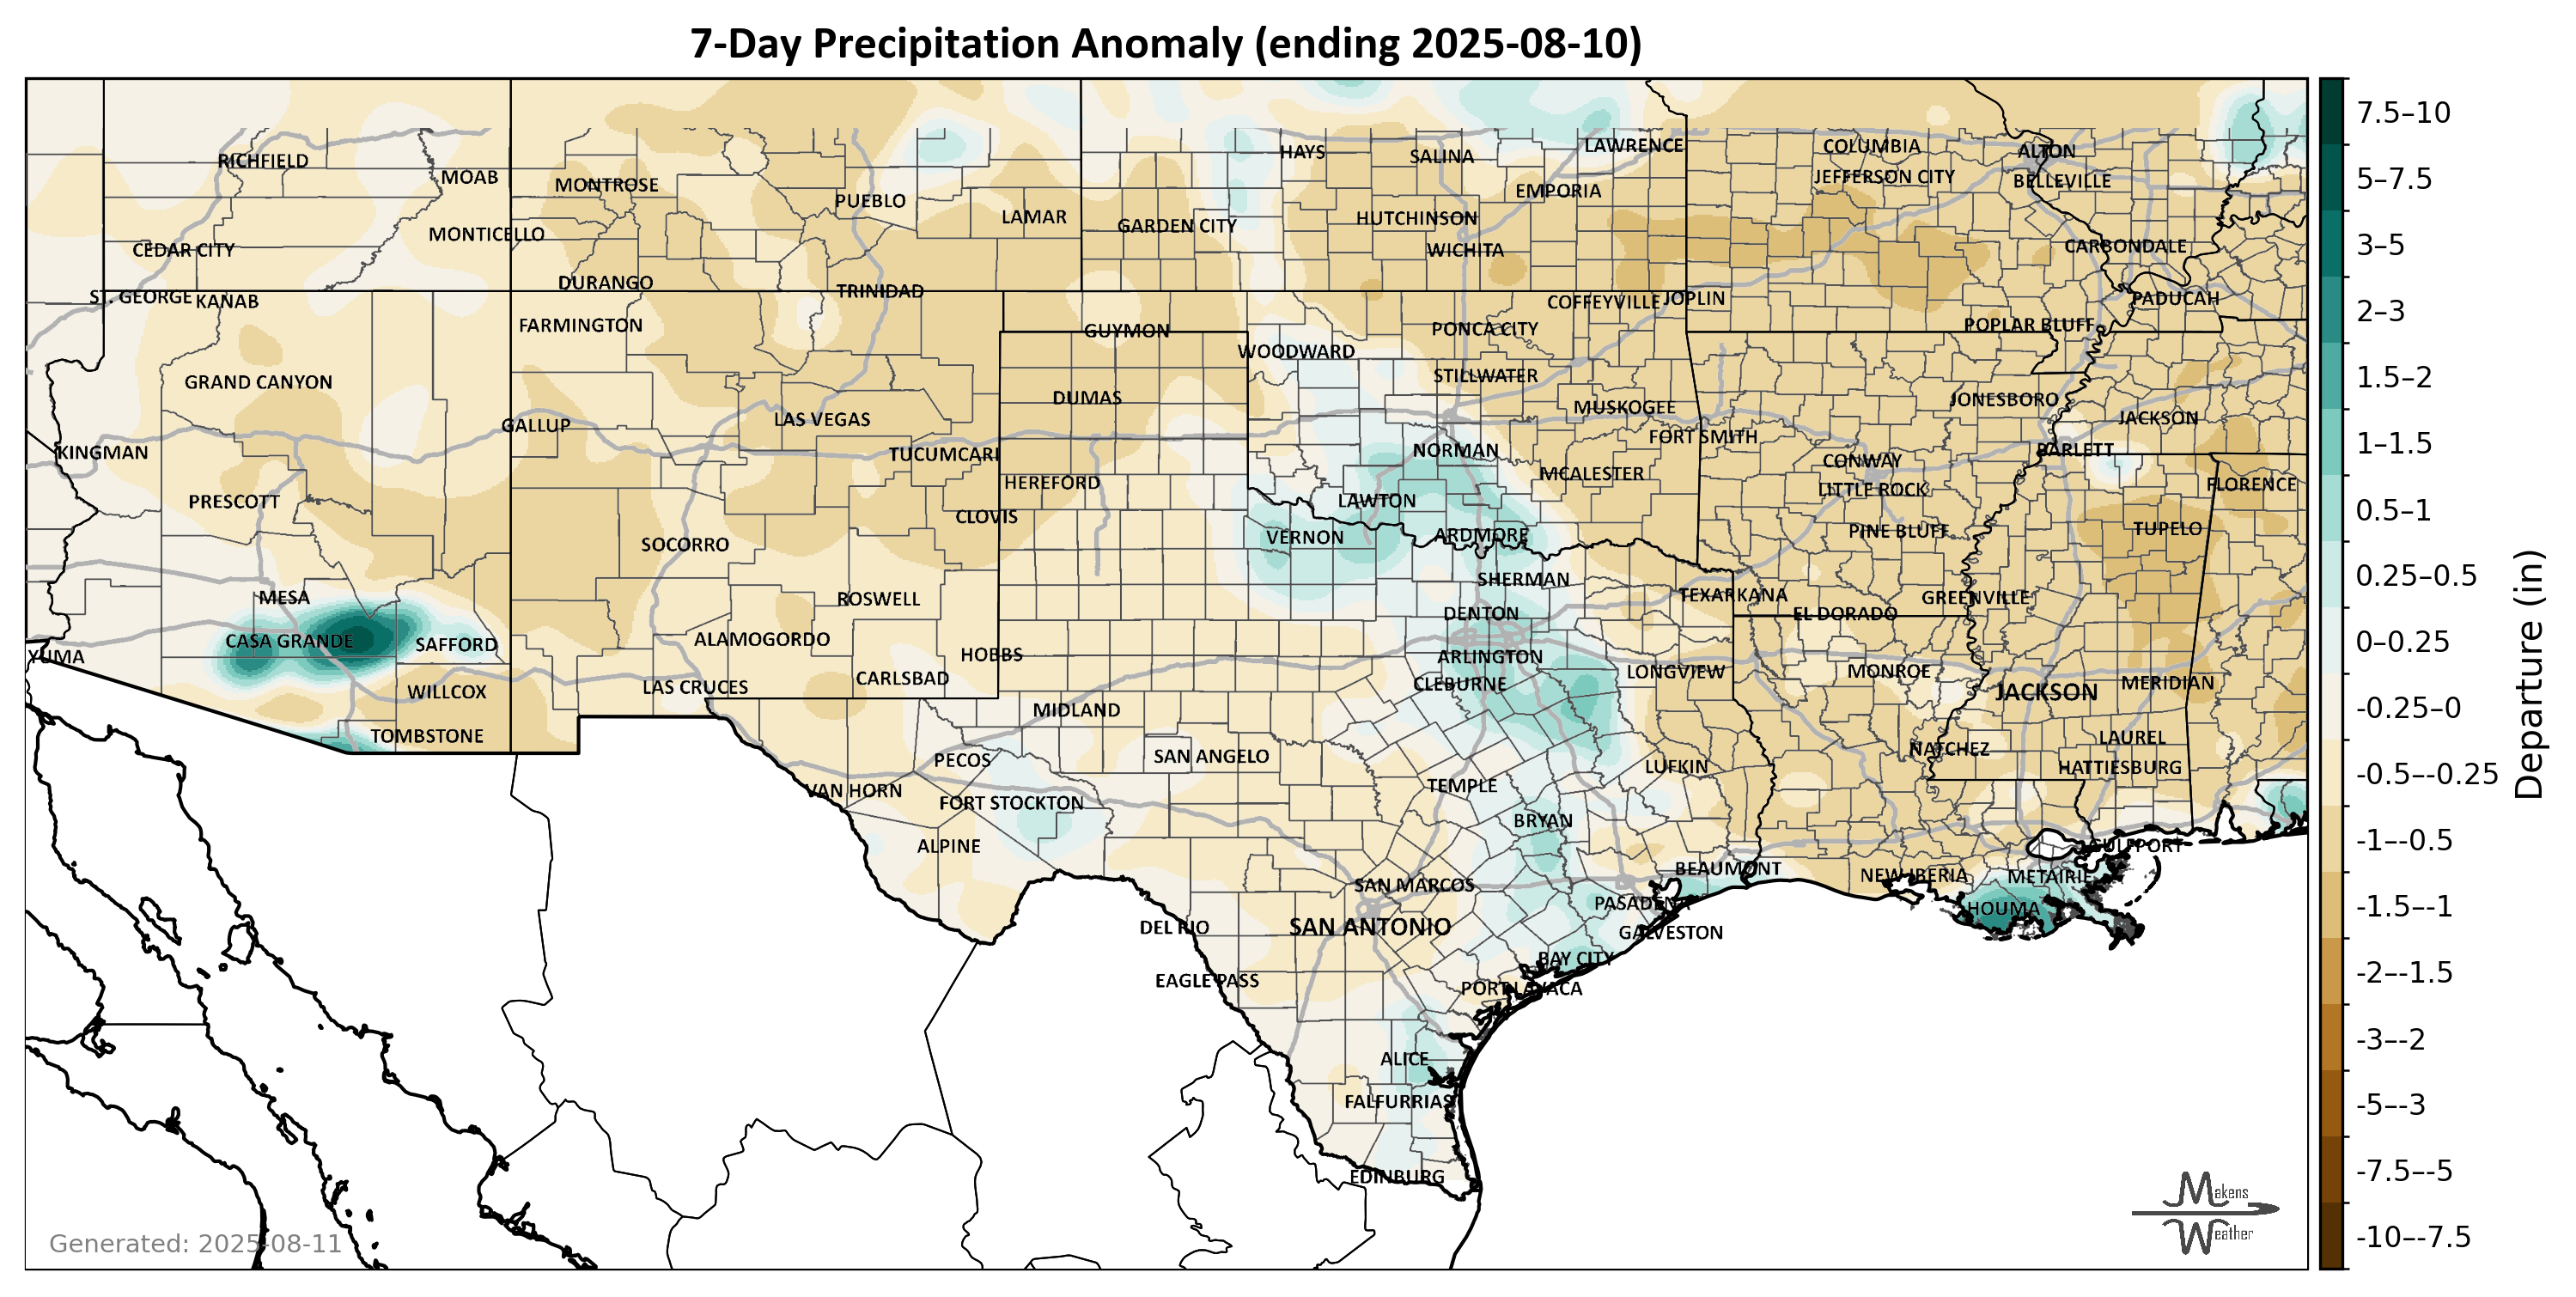 7-Day Precipitation Anomaly (ending 2025-08-10)
RICHFIELD
MOAB
MONTROSE
PUEBLO
LAMAR
HAYS
SALINA
LAWRENCE
COLUMBIA
ALTON
JEFFERSON CITY
BELLEVILLE
EMPORIA
GARDEN CITY
HUTCHINSON
WICHITA
MONTICELLO
CEDAR CITY
CARBONDALE
DURANGO
TRINIDAD
ST. GEORGE
KANAB
COFFEYVILLE
JOPLIN
PADUCAH
FARMINGTON
GUYMON
PONCA CITY
POPLAR BLUFF
WOODWARD
GRAND CANYON
STILLWATER
DUMAS
MUSKOGEE
JONESBORO
JACKSON
GALLUP
LAS VEGAS
FORT SMITH
KINGMAN
TUCUMCARI
NORMAN
BARLETT
CONWAY
MCALESTER
HEREFORD
LITTLE ROCK
FLORENCE
PRESCOTT
LAWTON
CLOVIS
PINE BLUFF
TUPELO
SOCORRO
VERNON
ARDMORE
SHERMAN
MESA
ROSWELL
TEXARKANA
GREENVILLE
DENTON
EL DORADO
CASA GRANDE
SAFFORD
ALAMOGORDO
HOBBS
YUMA
ARLINGTON
LONGVIEW
MONROE
CARLSBAD
CLEBURNE
MERIDIAN
LAS CRUCES
WILLCOX
JACKSON
MIDLAND
TOMBSTONE
LAUREL
NATCHEZ
PECOS
SAN ANGELO
LUFKIN
HATTIESBURG
VAN HORN
TEMPLE
FORT STOCKTON
BRYAN
ALPINE
GULFPORT
BEAUMONT
NEW IBERIA
METAIRIE
SAN MARCOS
PASADENA
HOUMA
DEL RIO
SAN ANTONIO
GALVESTON
BAY CITY
EAGLE PASS
PORT LAVACA
ALICE
FALFURRIAS
EDINBURG
Generated: 2025-08-11
Makens
Weather
7.5–10
5–7.5
3–5
2–3
1.5–2
1–1.5
0.5–1
0.25–0.5
0–0.25
-0.25–0
-0.5–-0.25
-1–-0.5
-1.5–-1
-2–-1.5
-3–-2
-5–-3
-7.5–-5
-10–-7.5
Departure (in)